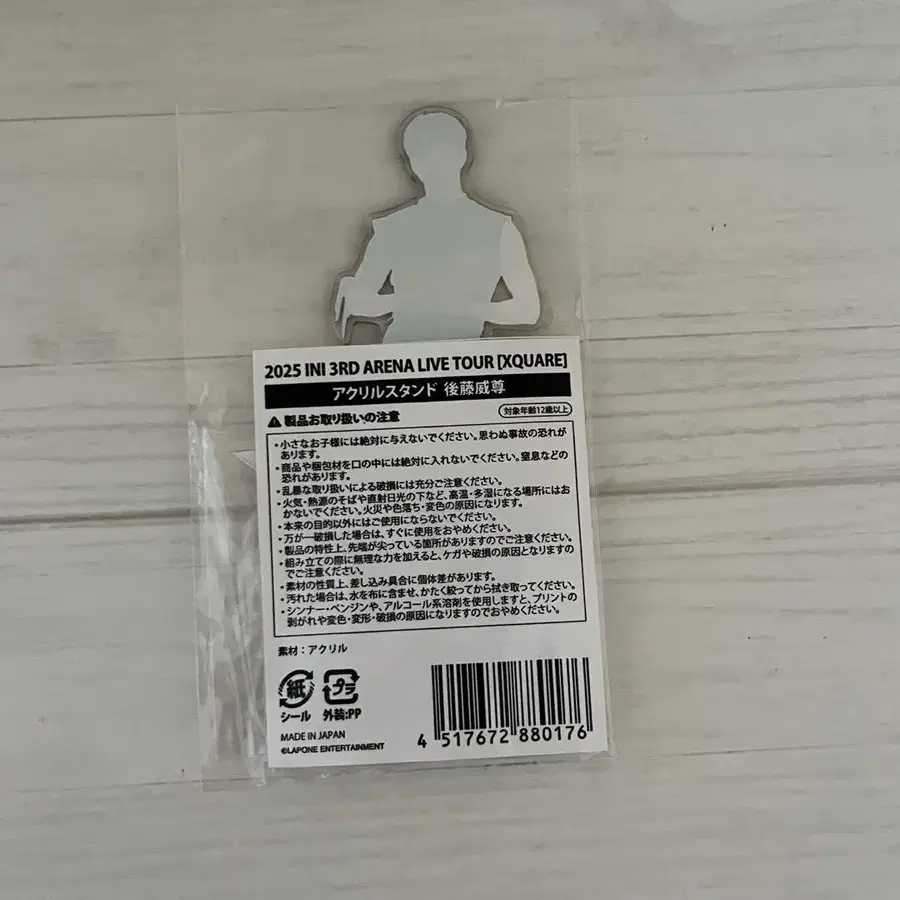 2025 INI 3RD ARENA LIVE TOUR [XQUARE]
アクリルスタンド 後藤威尊
製品お取り扱いの注意
対象年齢12歳以上
・小さなお子様には絶対に与えないでください。思わぬ事故の恐れが
あります。
・商品や梱包材を口の中には絶対に入れないでください。窒息などの
恐れがあります。
・乱暴な取り扱いによる破損には充分ご注意ください。
・火気・熱源のそばや直射日光の下など、高温・多湿になる場所にはお
かないでください。火災や色落ち・変色の原因になります。
・本来の目的以外にはご使用にならないでください。
・万が一破損した場合は、すぐに使用をおやめください。
・製品の特性上、先端が尖っている箇所がありますのでご注意ください。
・組み立ての際に無理な力を加えると、ケガや破損の原因となりますの
でご注意ください。
・素材の性質上、差し込み具合に個体差があります。
・汚れた場合は、水を布に含ませ、かたく絞ってから拭き取ってください。
・シンナー・ベンジンや、アルコール系溶剤を使用しますと、プリントの
剥がれや変色・変形・破損の原因になりますのでおやめください。
素材：アクリル
紙 プラ
シール 外装:PP
MADE IN JAPAN
©LAPONE ENTERTAINMENT
4 517672 880176